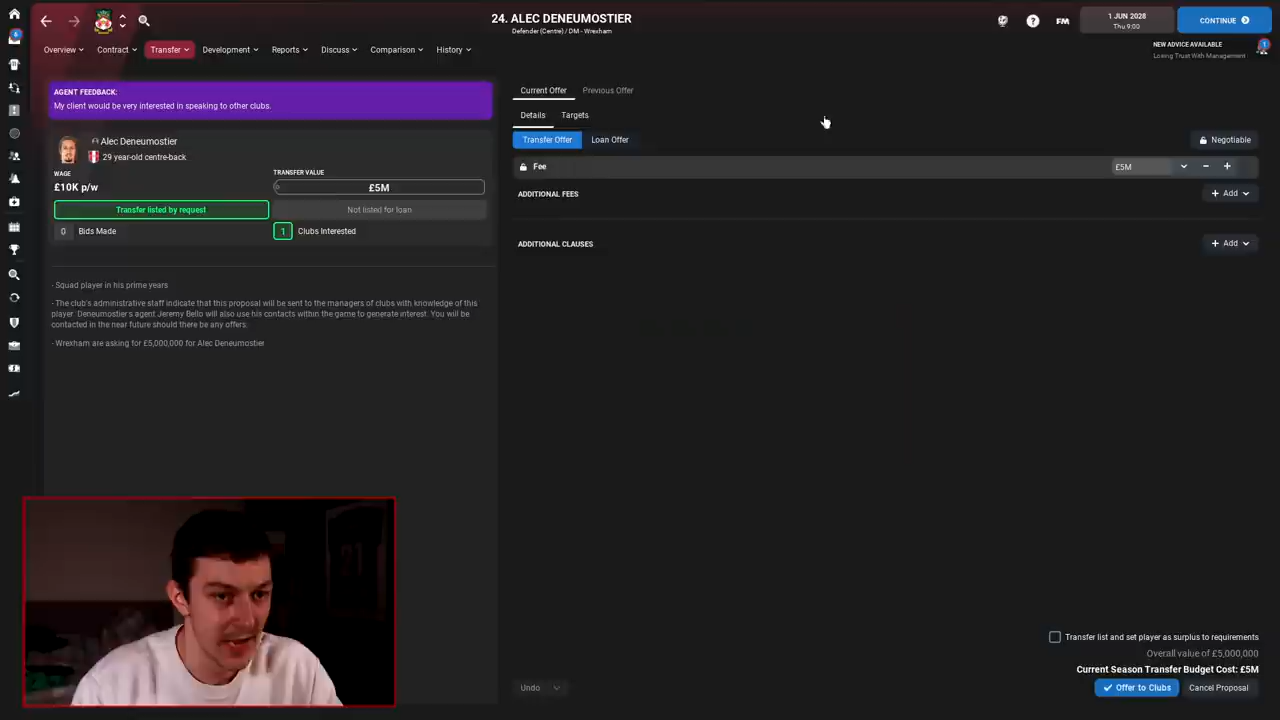 24. ALEC DENEUMOSTIER
Defender (Centre) / DM - Wrexham
FM
1 JUN 2028
Thu 9:00
CONTINUE
6
Overview
Contract
Transfer
Development
Reports
Discuss
Comparison
History
NEW ADVICE AVAILABLE
Losing Trust With Management
1
AGENT FEEDBACK:
My client would be very interested in speaking to other clubs.
Alec Deneumostier
29 year-old centre-back
WAGE
£10K p/w
TRANSFER VALUE
£5M
Transfer listed by request
Not listed for loan
0 Bids Made
1 Clubs Interested
- Squad player in his prime years
- The club's administrative staff indicate that this proposal will be sent to the managers of clubs with knowledge of this
player. Deneumostier's agent Jeremy Bello will also use his contacts within the game to generate interest. You will be
contacted in the near future should there be any offers.
- Wrexham are asking for £5,000,000 for Alec Deneumostier
Current Offer
Previous Offer
Details
Targets
Transfer Offer
Loan Offer
Negotiable
Fee
£5M
ADDITIONAL FEES
Add
ADDITIONAL CLAUSES
Add
Transfer list and set player as surplus to requirements
Overall value of £5,000,000
Current Season Transfer Budget Cost: £5M
Undo
Offer to Clubs
Cancel Proposal